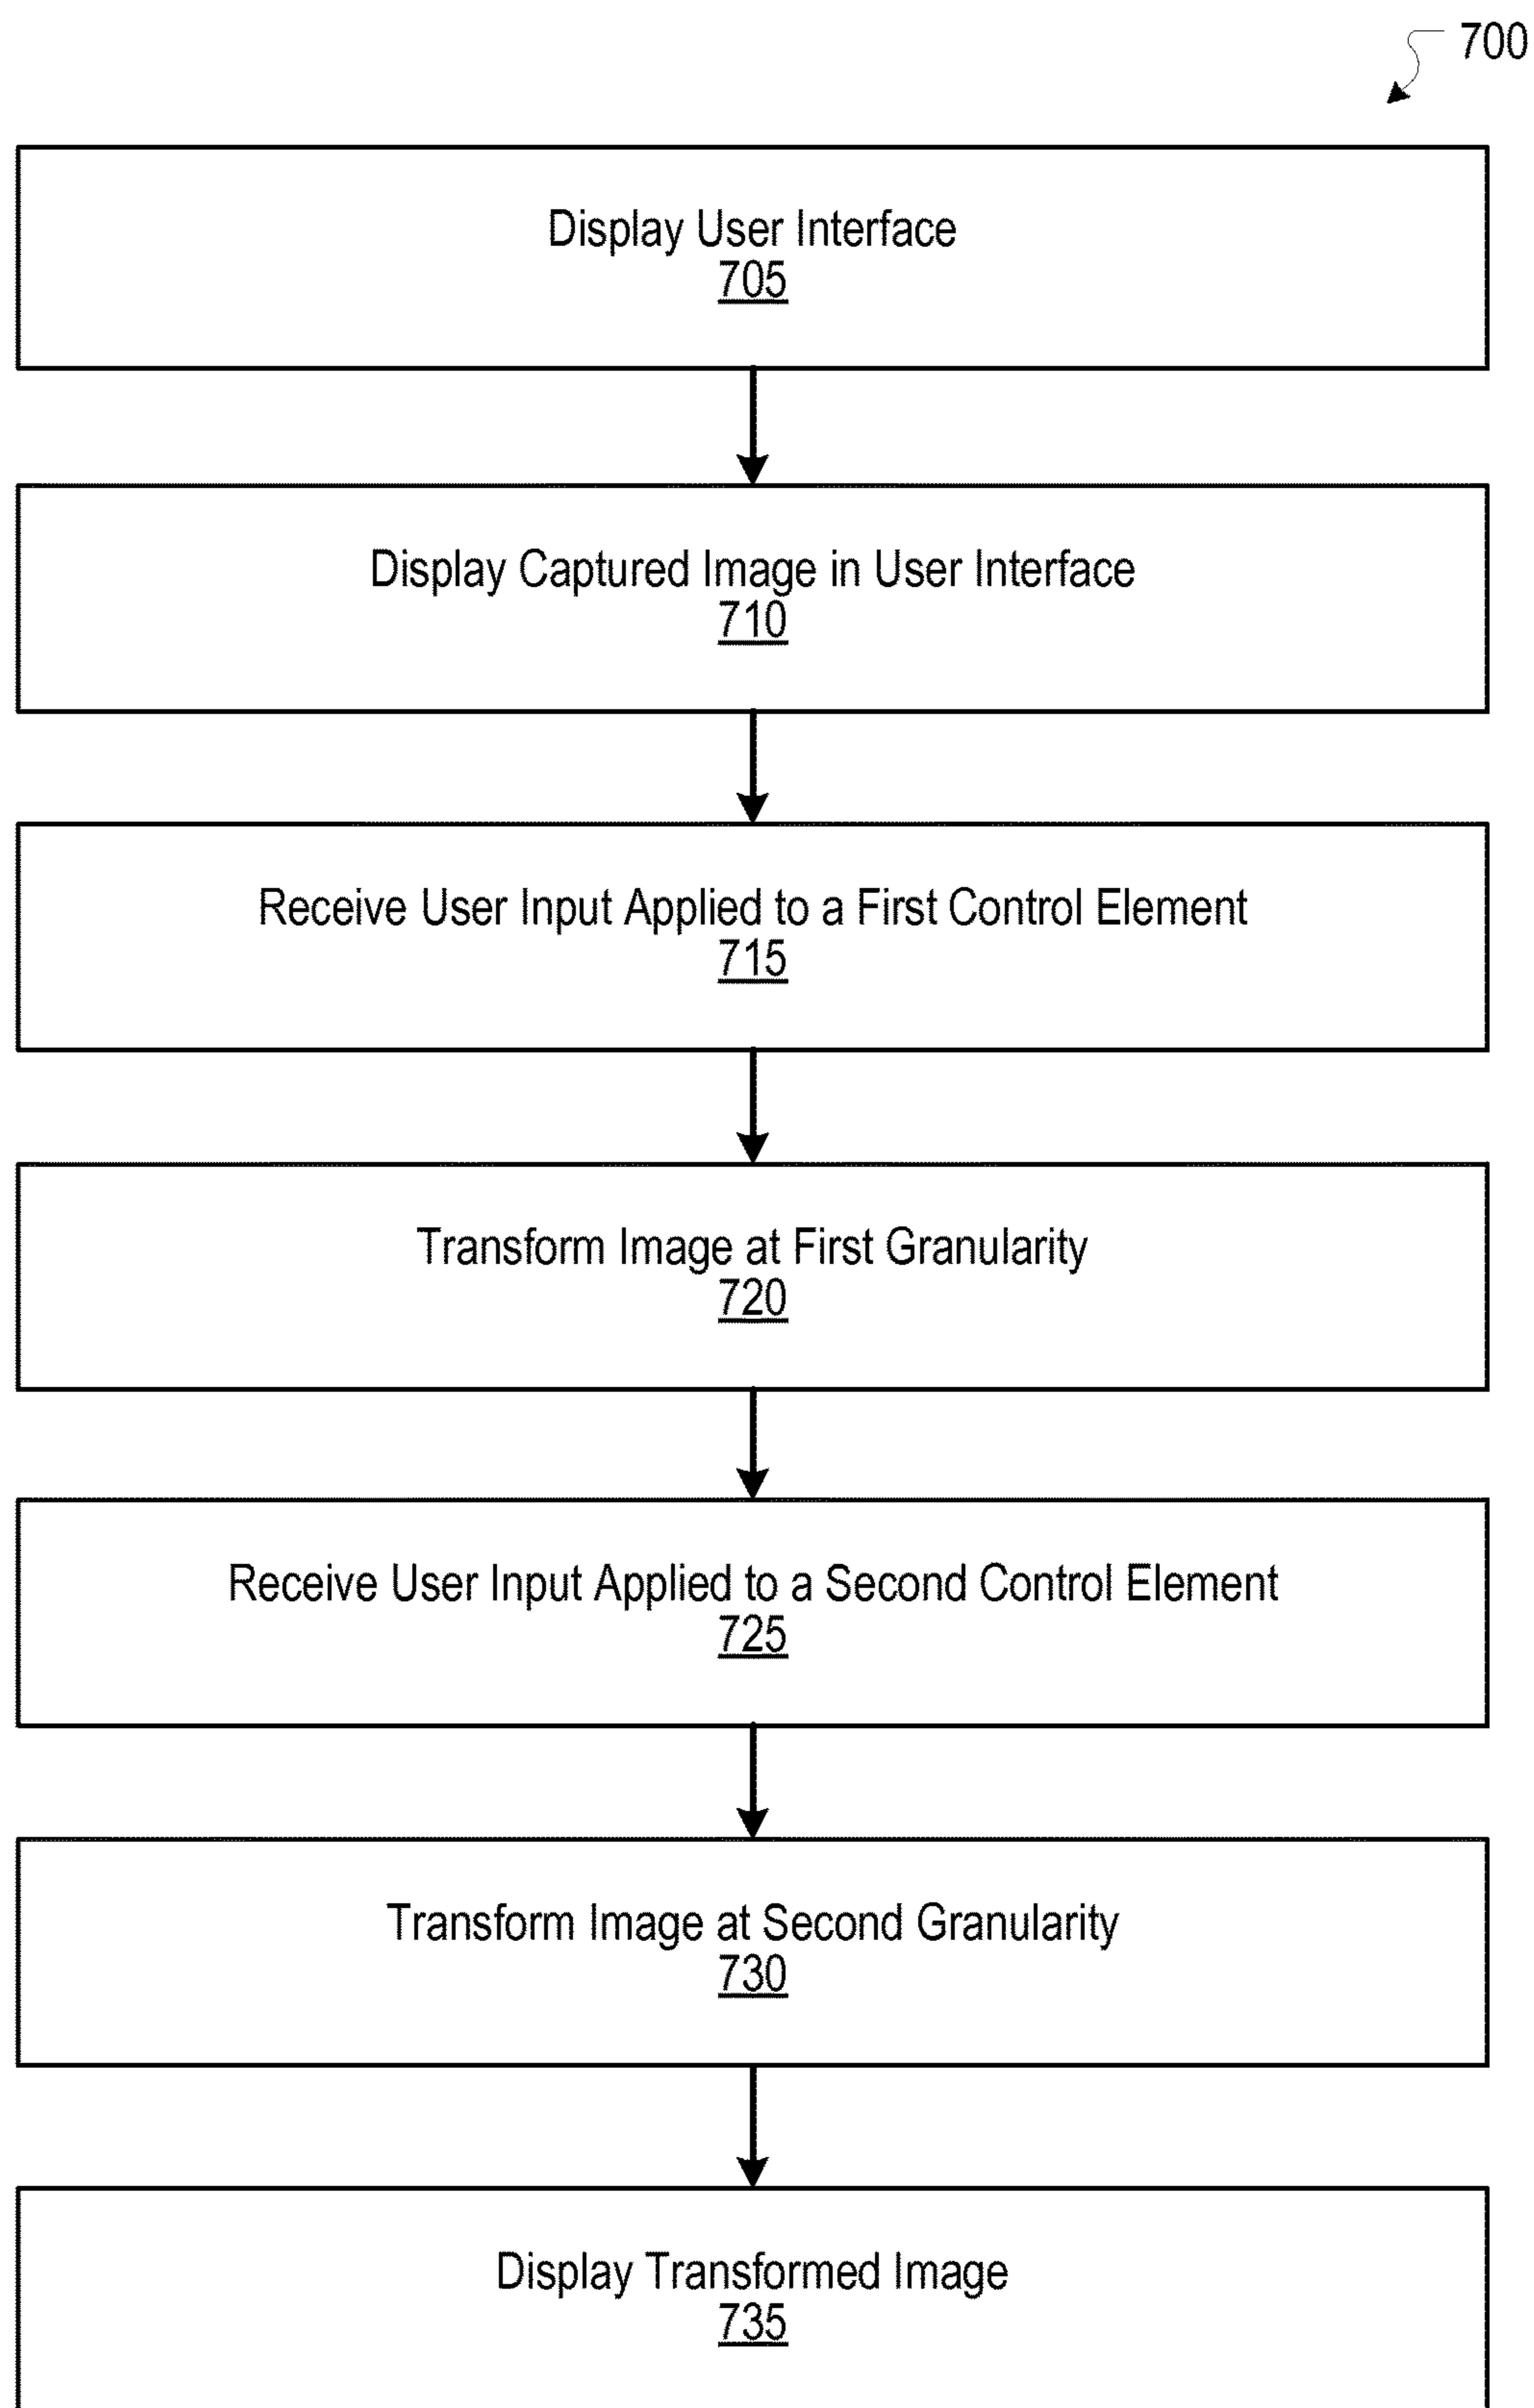 700
Display User Interface
705
Display Captured Image in User Interface
710
Receive User Input Applied to a First Control Element
715
Transform Image at First Granularity
720
Receive User Input Applied to a Second Control Element
725
Transform Image at Second Granularity
730
Display Transformed Image
735